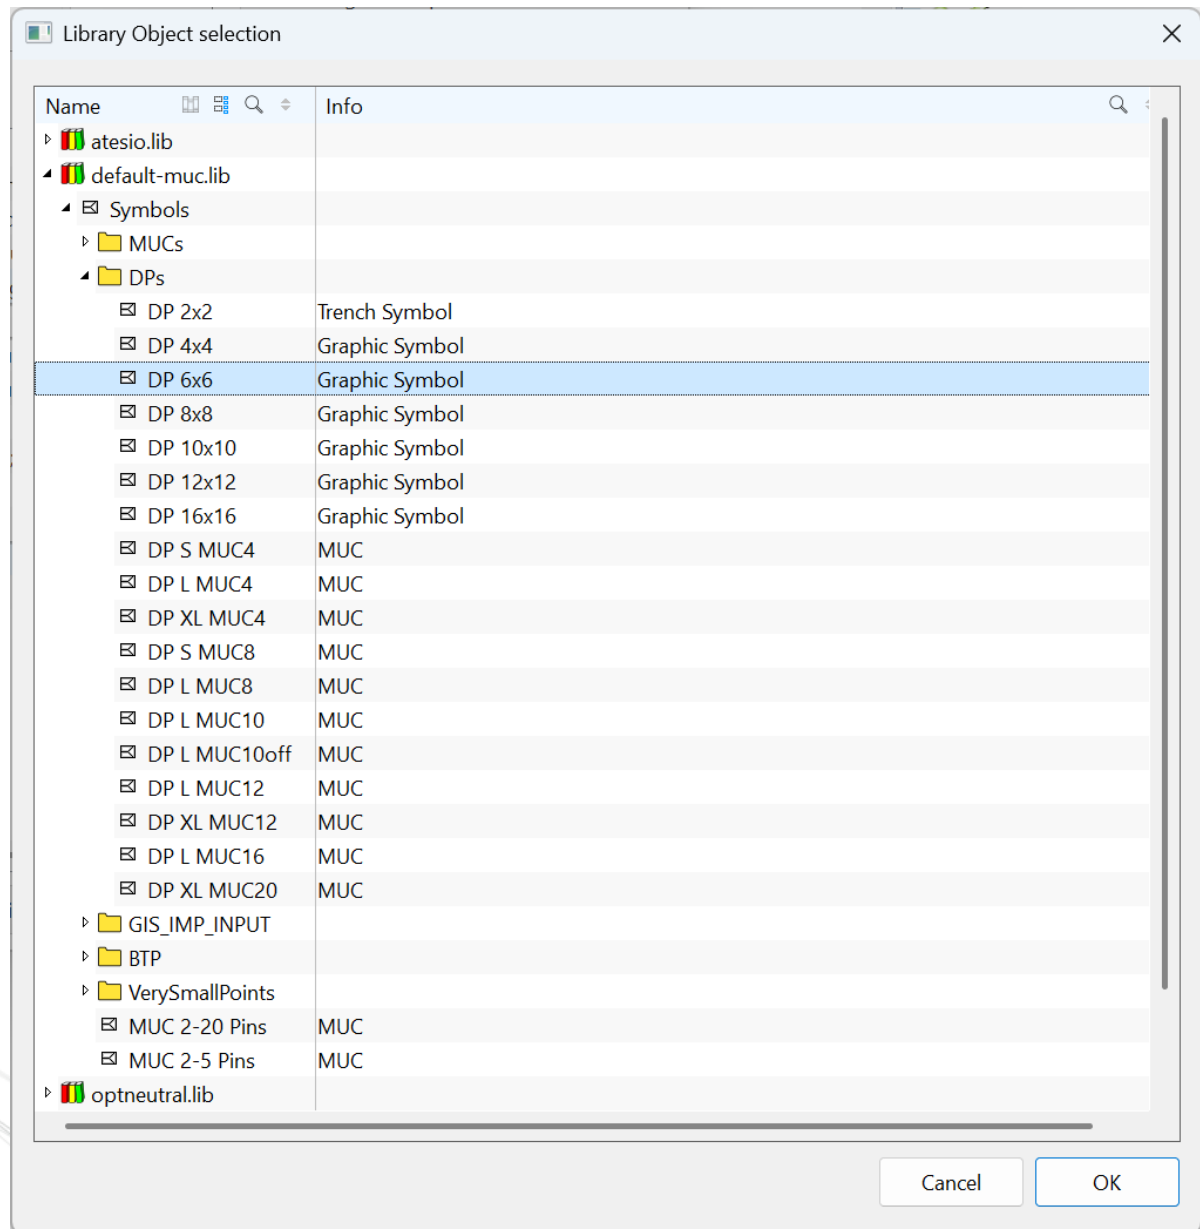 Library Object selection
Name Info
atesio.lib
default-muc.lib
Symbols
MUCs
DPs
DP 2x2 Trench Symbol
DP 4x4 Graphic Symbol
DP 6x6 Graphic Symbol
DP 8x8 Graphic Symbol
DP 10x10 Graphic Symbol
DP 12x12 Graphic Symbol
DP 16x16 Graphic Symbol
DP S MUC4 MUC
DP L MUC4 MUC
DP XL MUC4 MUC
DP S MUC8 MUC
DP L MUC8 MUC
DP L MUC10 MUC
DP L MUC10off MUC
DP L MUC12 MUC
DP XL MUC12 MUC
DP L MUC16 MUC
DP XL MUC20 MUC
GIS_IMP_INPUT
BTP
VerySmallPoints
MUC 2-20 Pins MUC
MUC 2-5 Pins MUC
optneutral.lib
Cancel OK